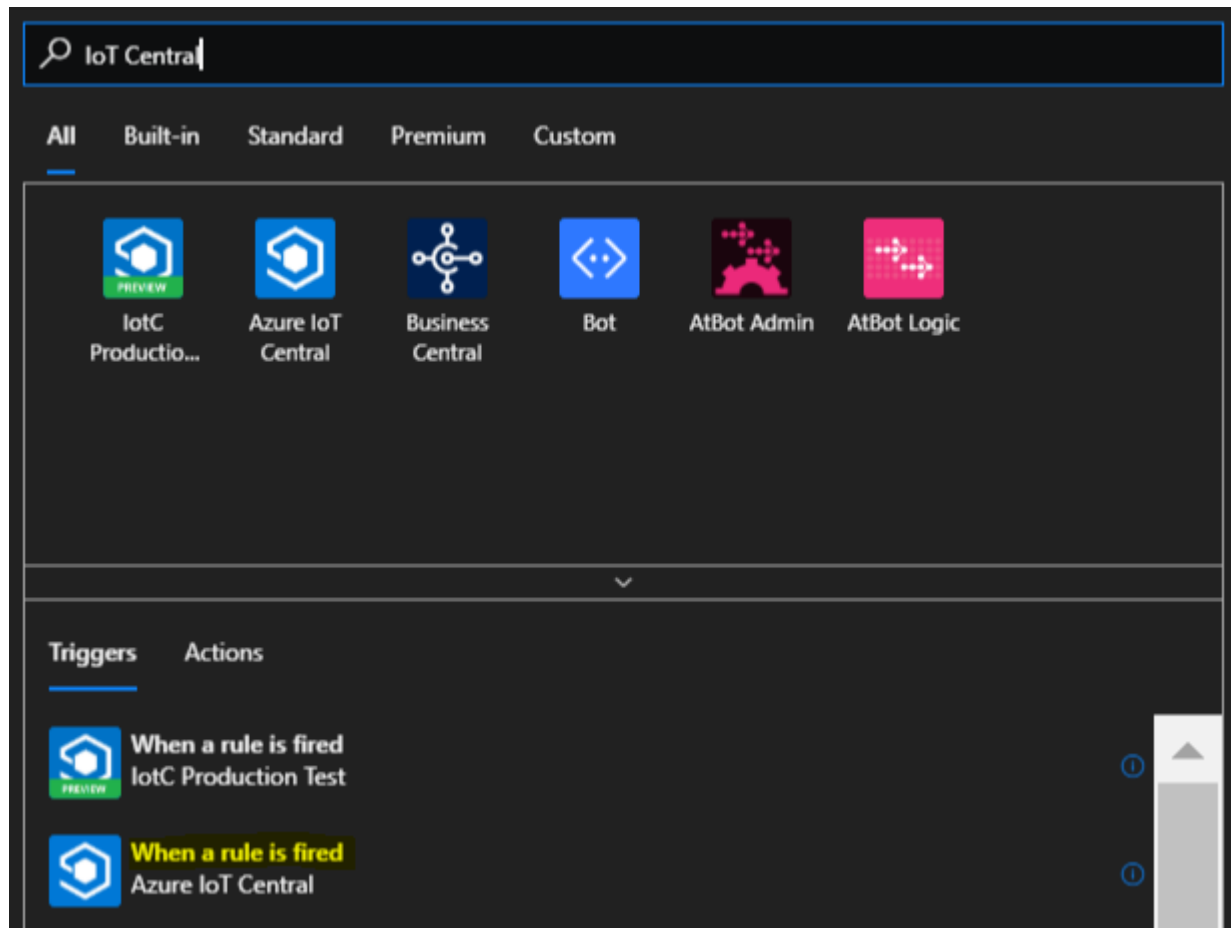 IoT Central
All Built-in Standard Premium Custom
PREVIEW
IotC Productio...
Azure IoT Central
Business Central
Bot
AtBot Admin
AtBot Logic
Triggers Actions
PREVIEW
When a rule is fired
IotC Production Test
When a rule is fired
Azure IoT Central